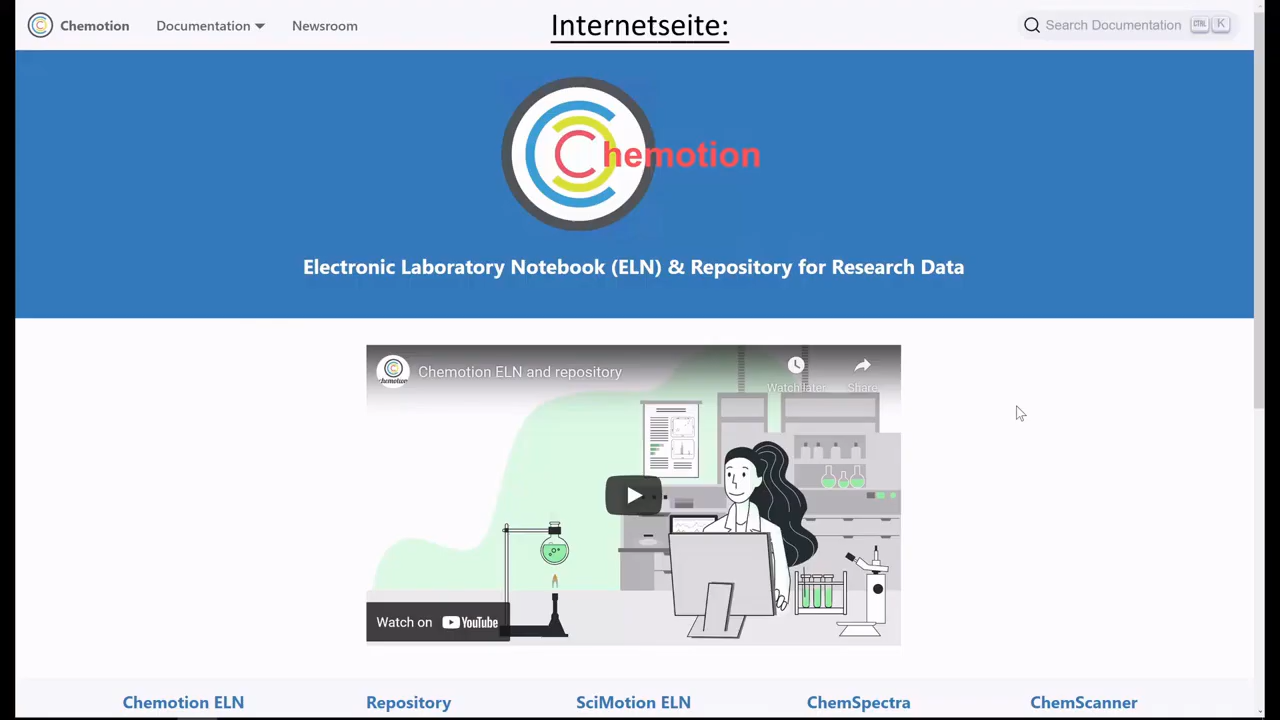 Chemotion
Documentation
Newsroom
Internetseite:
Search Documentation
CTRL
K
Chemotion
Electronic Laboratory Notebook (ELN) & Repository for Research Data
chemotion
Chemotion ELN and repository
Watch later
Share
Watch on YouTube
Chemotion ELN
Repository
SciMotion ELN
ChemSpectra
ChemScanner